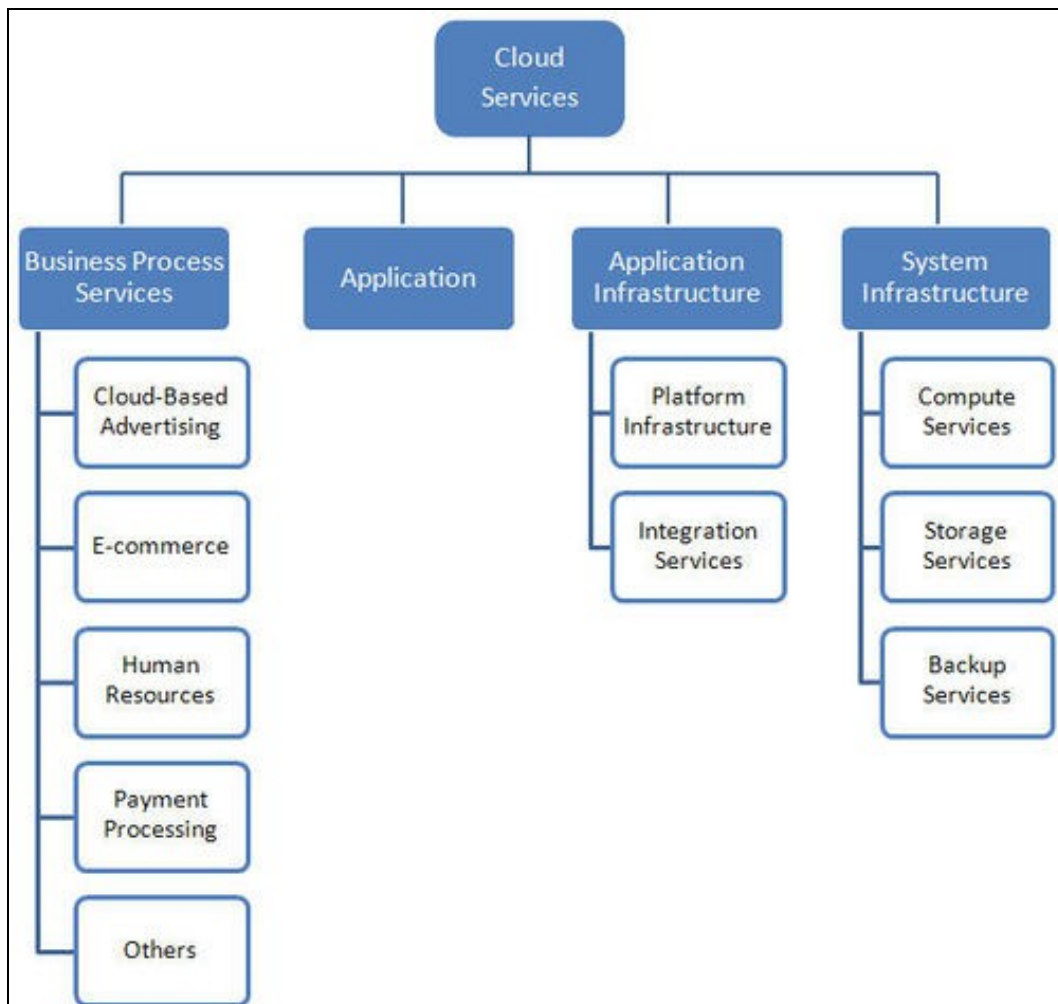 Cloud
Services
Business Process
Services
Application
Application
Infrastructure
System
Infrastructure
Cloud-Based
Advertising
E-commerce
Human
Resources
Payment
Processing
Others
Platform
Infrastructure
Integration
Services
Compute
Services
Storage
Services
Backup
Services